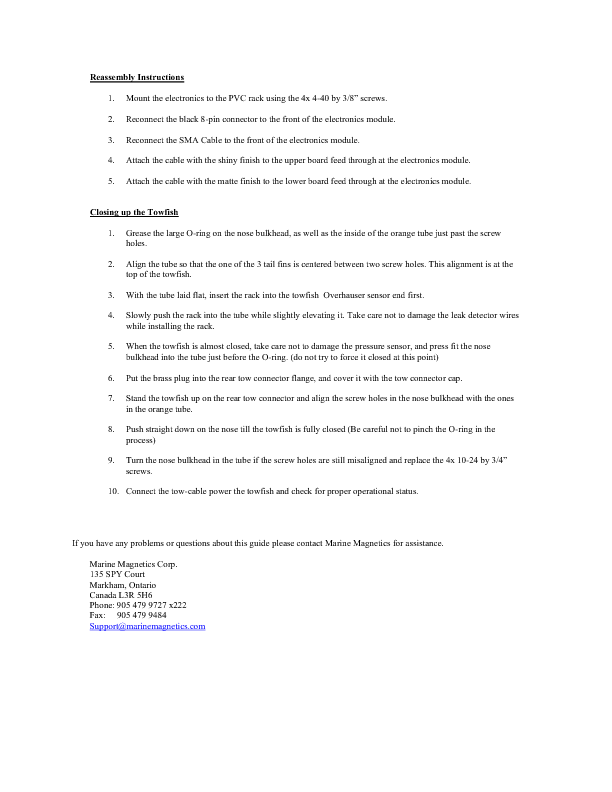 Reassembly Instructions
1. Mount the electronics to the PVC rack using the 4x 4-40 by 3/8” screws.
2. Reconnect the black 8-pin connector to the front of the electronics module.
3. Reconnect the SMA Cable to the front of the electronics module.
4. Attach the cable with the shiny finish to the upper board feed through at the electronics module.
5. Attach the cable with the matte finish to the lower board feed through at the electronics module.
Closing up the Towfish
1. Grease the large O-ring on the nose bulkhead, as well as the inside of the orange tube just past the screw
holes.
2. Align the tube so that the one of the 3 tail fins is centered between two screw holes. This alignment is at the
top of the towfish.
3. With the tube laid flat, insert the rack into the towfish Overhauser sensor end first.
4. Slowly push the rack into the tube while slightly elevating it. Take care not to damage the leak detector wires
while installing the rack.
5. When the towfish is almost closed, take care not to damage the pressure sensor, and press fit the nose
bulkhead into the tube just before the O-ring. (do not try to force it closed at this point)
6. Put the brass plug into the rear tow connector flange, and cover it with the tow connector cap.
7. Stand the towfish up on the rear tow connector and align the screw holes in the nose bulkhead with the ones
in the orange tube.
8. Push straight down on the nose till the towfish is fully closed (Be careful not to pinch the O-ring in the
process)
9. Turn the nose bulkhead in the tube if the screw holes are still misaligned and replace the 4x 10-24 by 3/4”
screws.
10. Connect the tow-cable power the towfish and check for proper operational status.
If you have any problems or questions about this guide please contact Marine Magnetics for assistance.
Marine Magnetics Corp.
135 SPY Court
Markham, Ontario
Canada L3R 5H6
Phone: 905 479 9727 x222
Fax: 905 479 9484
Support@marinemagnetics.com